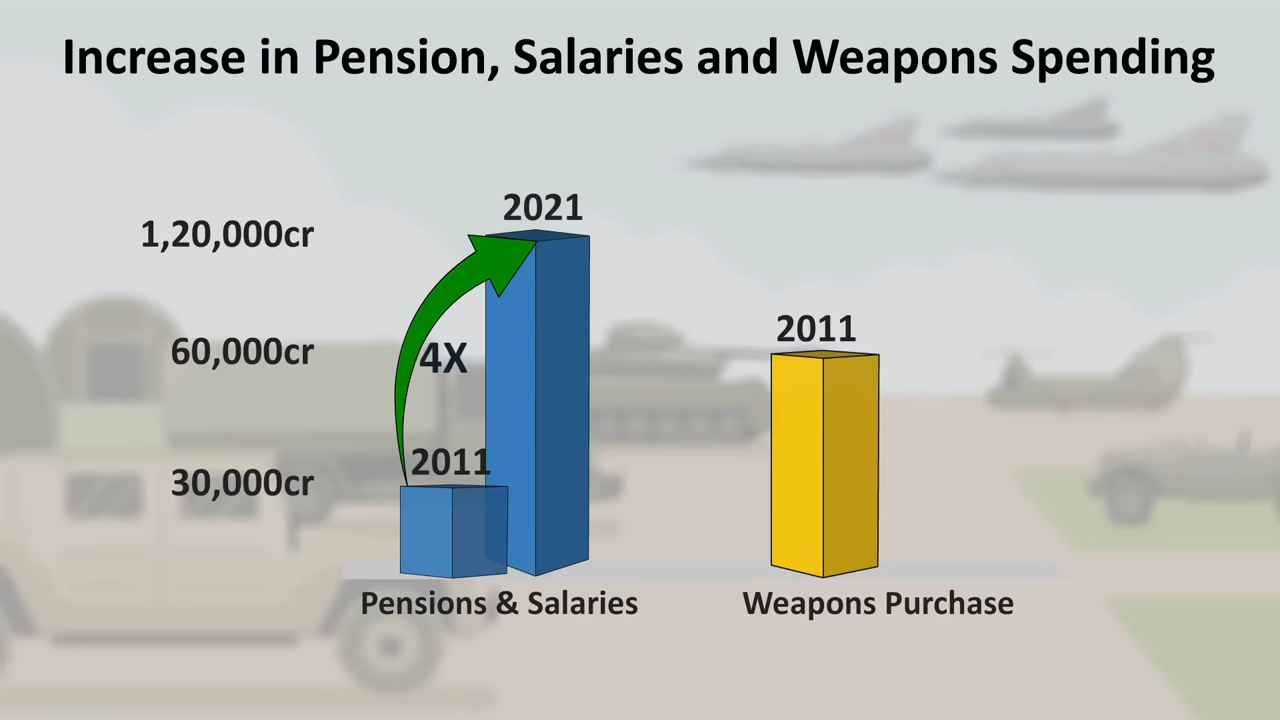 Increase in Pension, Salaries and Weapons Spending
2021
1,20,000cr
2011
60,000cr
4X
2011
30,000cr
Pensions & Salaries
Weapons Purchase